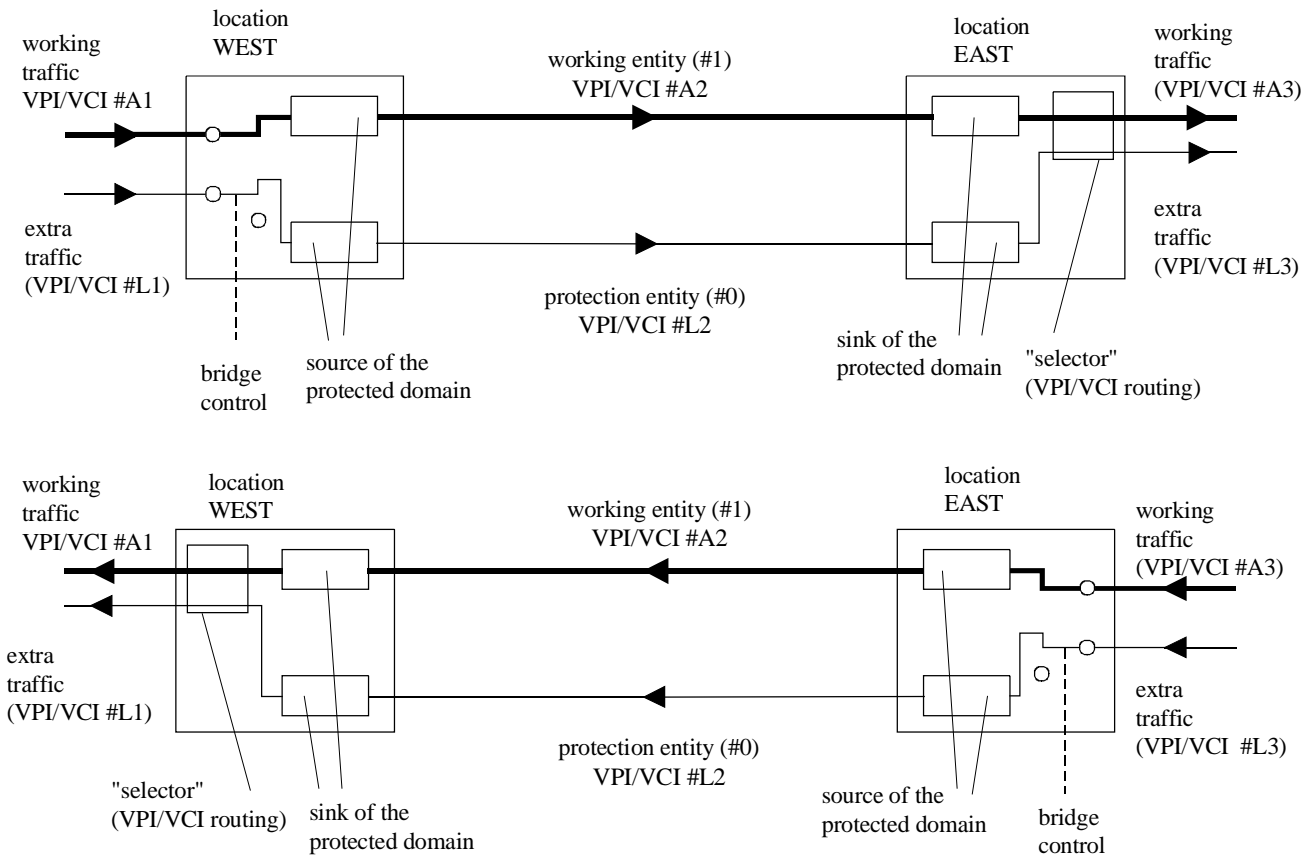 location
WEST
working
traffic
VPI/VCI #A1
working entity (#1)
VPI/VCI #A2
location
EAST
working
traffic
(VPI/VCI #A3)
extra
traffic
(VPI/VCI #L1)
protection entity (#0)
VPI/VCI #L2
extra
traffic
(VPI/VCI #L3)
bridge
control
source of the
protected domain
sink of the
protected domain
"selector"
(VPI/VCI routing)
working
traffic
VPI/VCI #A1
location
WEST
working entity (#1)
VPI/VCI #A2
location
EAST
working
traffic
(VPI/VCI #A3)
extra
traffic
(VPI/VCI #L1)
protection entity (#0)
VPI/VCI #L2
extra
traffic
(VPI/VCI #L3)
"selector"
(VPI/VCI routing)
sink of the
protected domain
source of the
protected domain
bridge
control